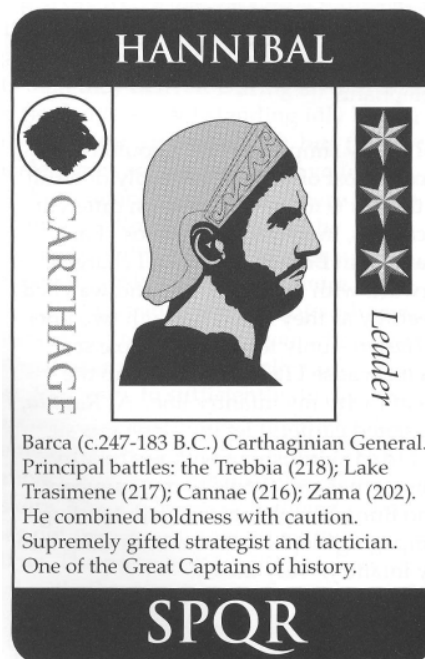 HANNIBAL
CARTHAGE
Leader
Barca (c.247-183 B.C.) Carthaginian General.
Principal battles: the Trebbia (218); Lake
Trasimene (217); Cannae (216); Zama (202).
He combined boldness with caution.
Supremely gifted strategist and tactician.
One of the Great Captains of history.
SPQR